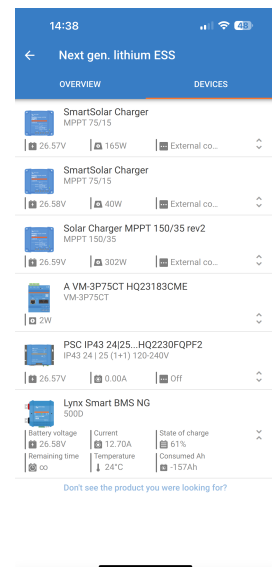 14:38
48
Next gen. lithium ESS
OVERVIEW DEVICES
SmartSolar Charger
MPPT 75/15
26.57V 165W External co...
SmartSolar Charger
MPPT 75/15
26.58V 40W External co...
Solar Charger MPPT 150/35 rev2
MPPT 150/35
26.59V 302W External co...
A VM-3P75CT HQ23183CME
VM-3P75CT
2W
PSC IP43 24|25...HQ2230FQPF2
IP43 24 | 25 (1+1) 120-240V
26.57V 0.00A Off
Lynx Smart BMS NG
500D
Battery voltage Current State of charge
26.58V 12.70A 61%
Remaining time Temperature Consumed Ah
∞ 24°C -157Ah
Don't see the product you were looking for?